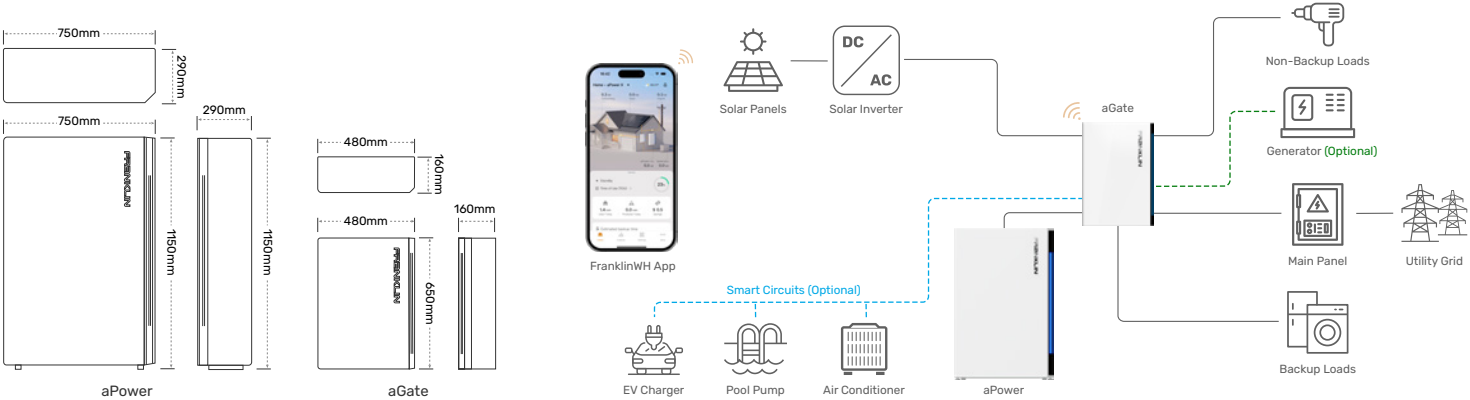 750mm
290mm
750mm
290mm
FRANKLIN
1150mm
1150mm
aPower
480mm
160mm
480mm
160mm
FRANKLIN
650mm
aGate
FranklinWH App
Solar Panels
DC
AC
Solar Inverter
aGate
FRANKLIN
Non-Backup Loads
Generator (Optional)
Main Panel
Utility Grid
Backup Loads
Smart Circuits (Optional)
EV Charger
Pool Pump
Air Conditioner
FRANKLIN
aPower